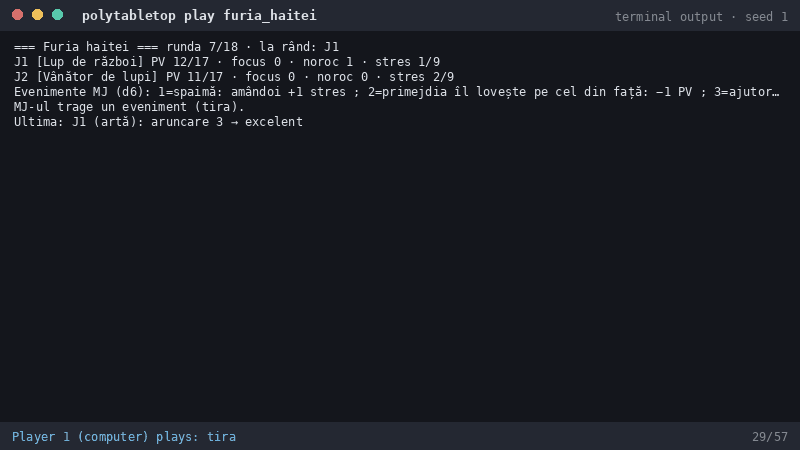 polytabletop play furia_haitei
terminal output · seed 1
=== Furia haitei === runda 7/18 · la rând: J1
J1 [Lup de război] PV 12/17 · focus 0 · noroc 1 · stres 1/9
J2 [Vânător de lupi] PV 11/17 · focus 0 · noroc 0 · stres 2/9
Evenimente MJ (d6): 1=spaimă: amândoi +1 stres ; 2=primejdia îl lovește pe cel din față: −1 PV ; 3=ajutor…
MJ-ul trage un eveniment (tira).
Ultima: J1 (artă): aruncare 3 → excelent
Player 1 (computer) plays: tira
29/57